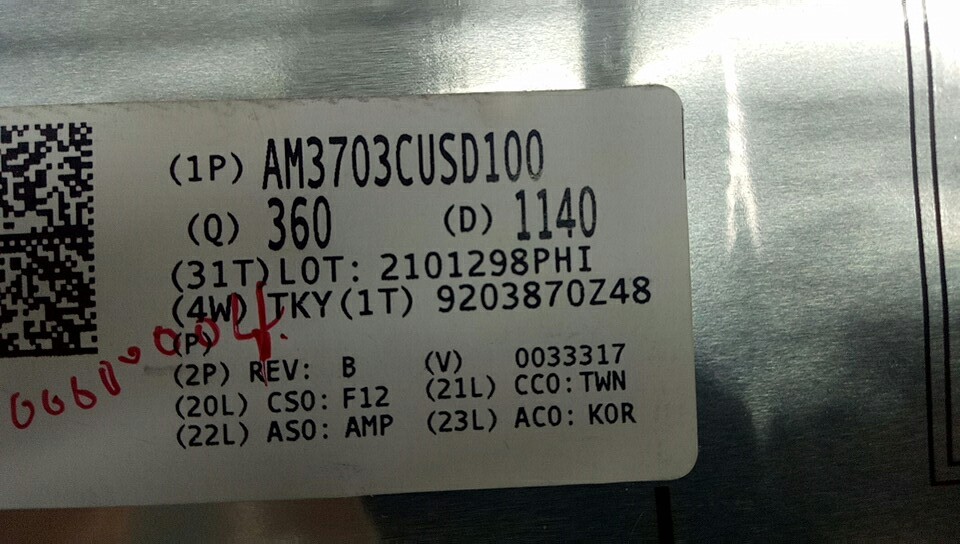 (1P) AM3703CUSD100
(Q) 360 (D) 1140
(31T)LOT: 2101298PHI
(4W) TKY(1T) 9203870Z48
(P)
(2P) REV: B (V) 0033317
(20L) CSO: F12 (21L) CCO:TWN
(22L) ASO: AMP (23L) ACO: KOR